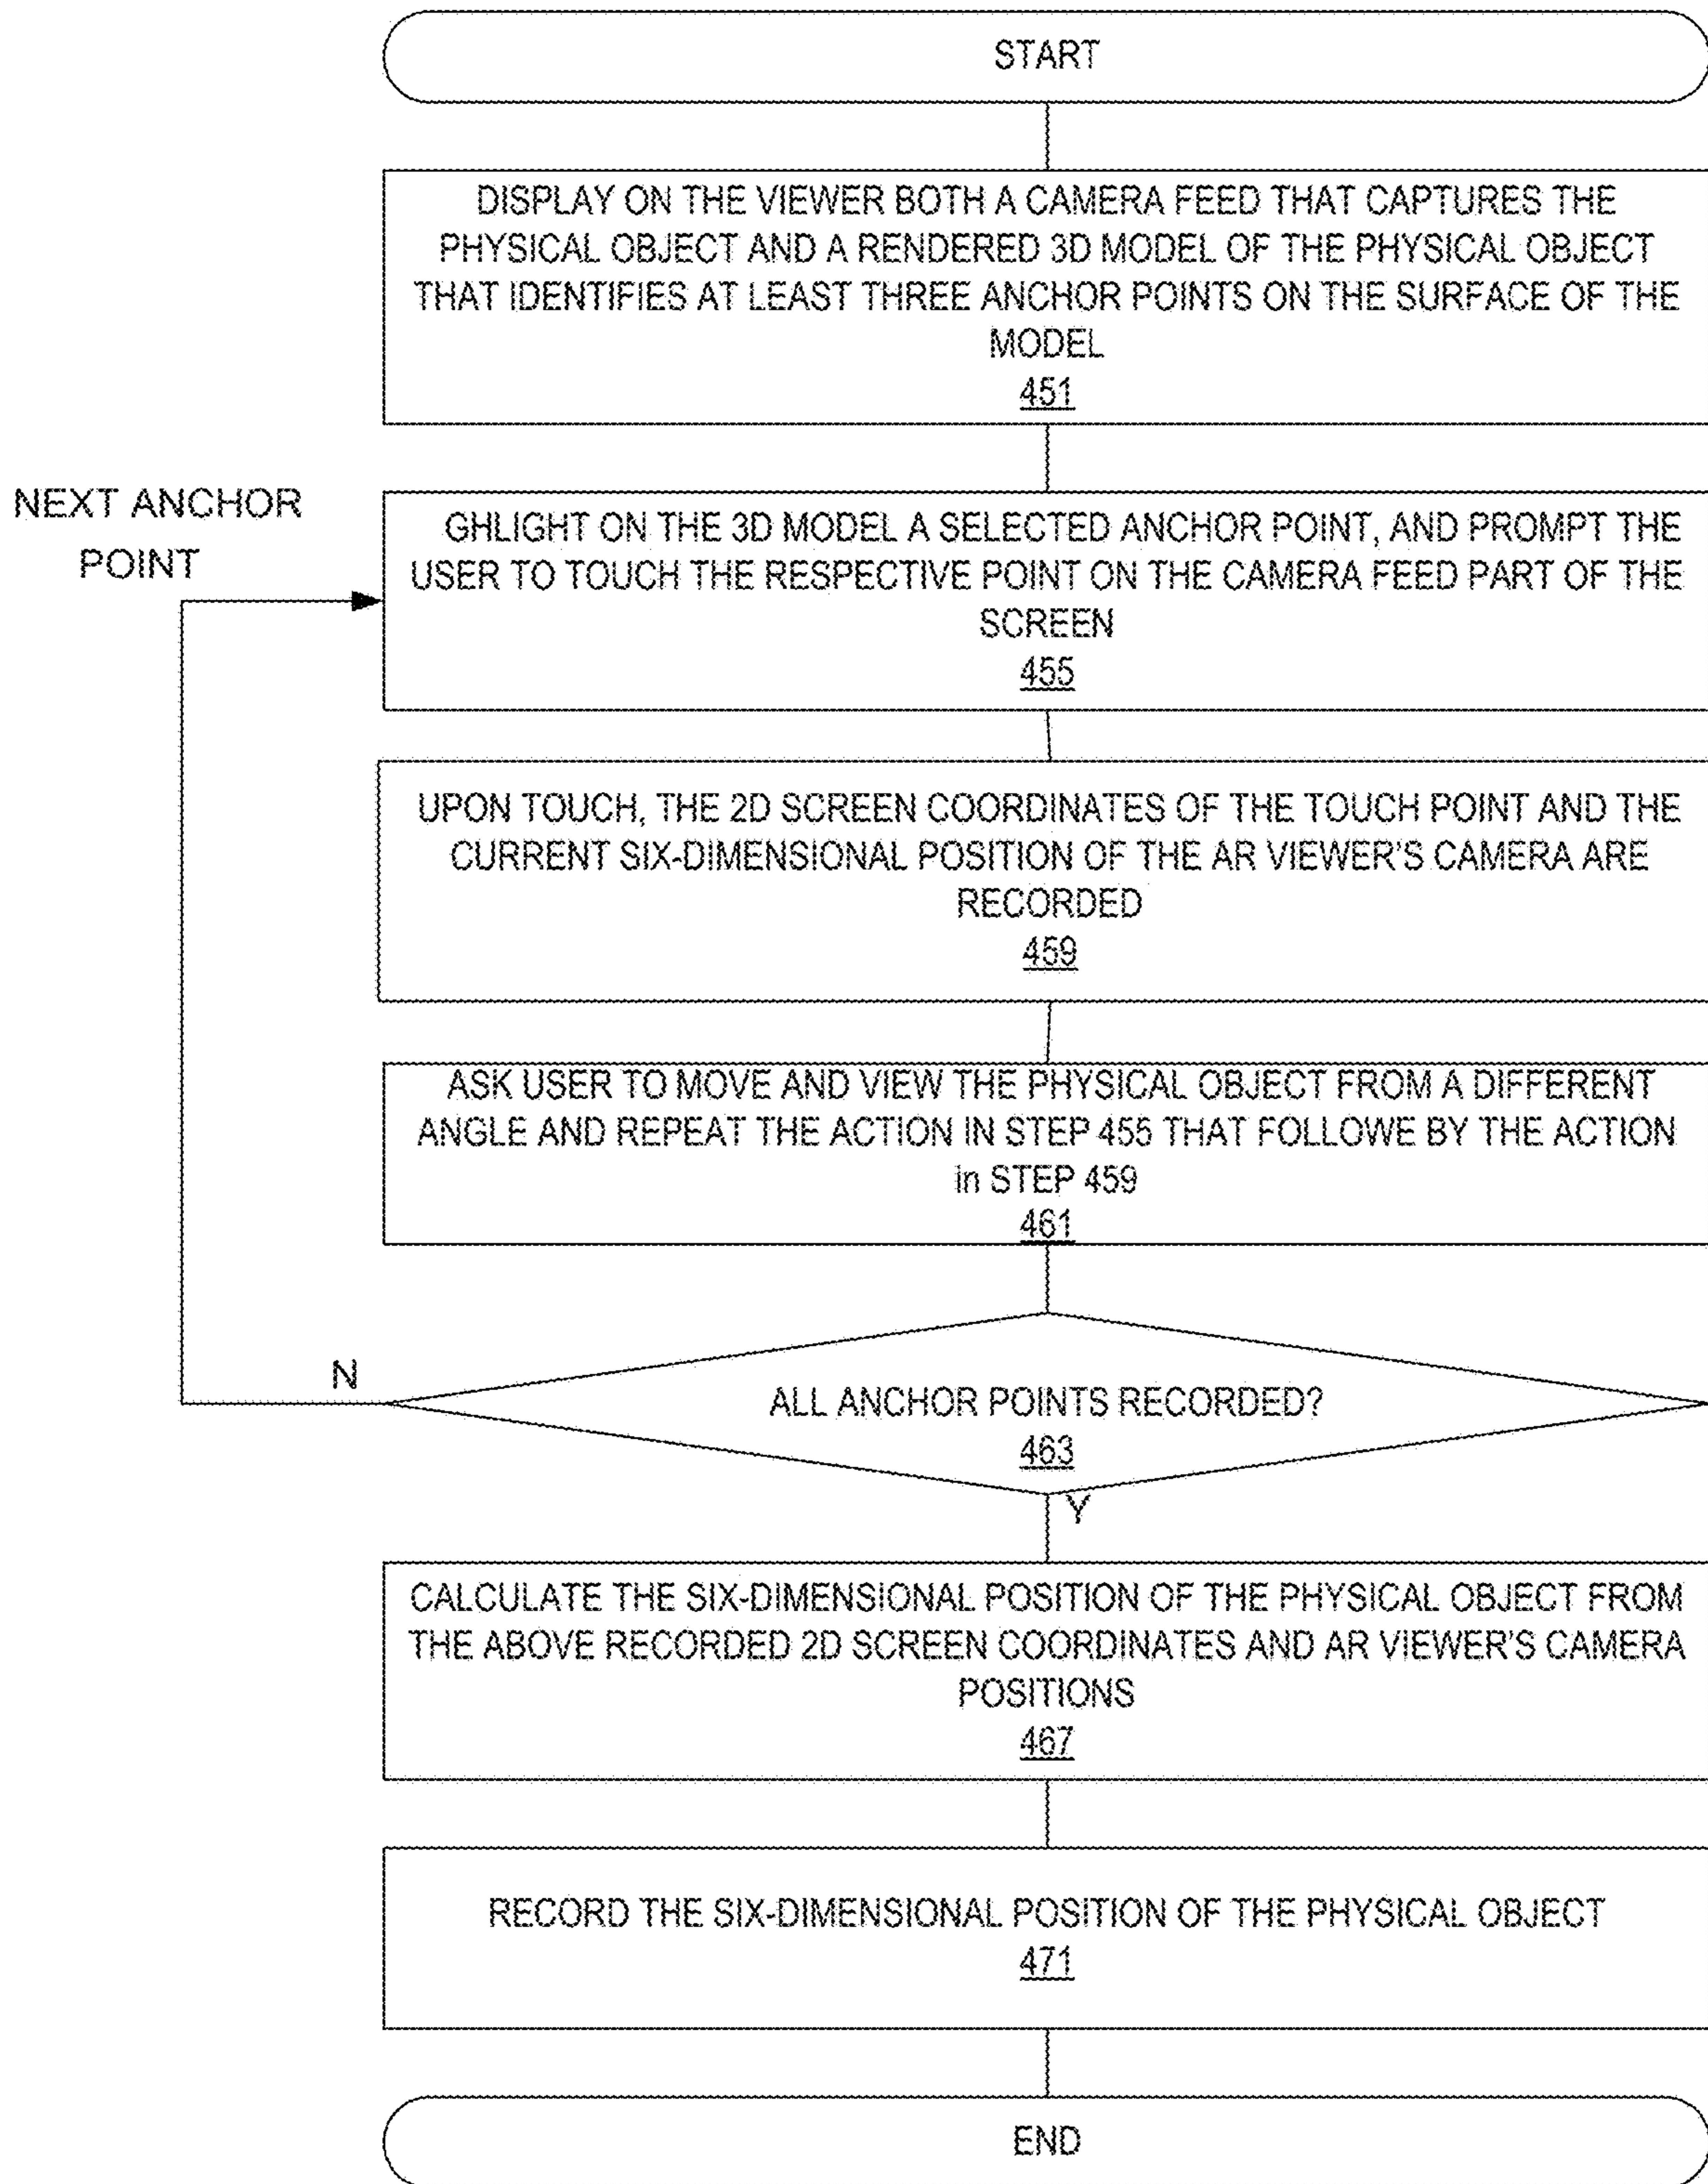 START
DISPLAY ON THE VIEWER BOTH A CAMERA FEED THAT CAPTURES THE
PHYSICAL OBJECT AND A RENDERED 3D MODEL OF THE PHYSICAL OBJECT
THAT IDENTIFIES AT LEAST THREE ANCHOR POINTS ON THE SURFACE OF THE
MODEL
451
NEXT ANCHOR
POINT
GHLIGHT ON THE 3D MODEL A SELECTED ANCHOR POINT, AND PROMPT THE
USER TO TOUCH THE RESPECTIVE POINT ON THE CAMERA FEED PART OF THE
SCREEN
455
UPON TOUCH, THE 2D SCREEN COORDINATES OF THE TOUCH POINT AND THE
CURRENT SIX-DIMENSIONAL POSITION OF THE AR VIEWER'S CAMERA ARE
RECORDED
459
ASK USER TO MOVE AND VIEW THE PHYSICAL OBJECT FROM A DIFFERENT
ANGLE AND REPEAT THE ACTION IN STEP 455 THAT FOLLOWE BY THE ACTION
in STEP 459
461
N
ALL ANCHOR POINTS RECORDED?
463
Y
CALCULATE THE SIX-DIMENSIONAL POSITION OF THE PHYSICAL OBJECT FROM
THE ABOVE RECORDED 2D SCREEN COORDINATES AND AR VIEWER'S CAMERA
POSITIONS
467
RECORD THE SIX-DIMENSIONAL POSITION OF THE PHYSICAL OBJECT
471
END